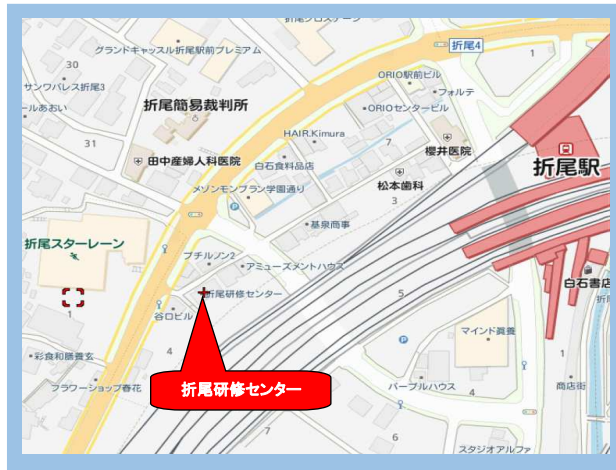 折尾4
1
グランドキャッスル折尾駅前プレミアム
30
サンワパレス折尾3
ORIO駅前ビル
フォルテ
折尾簡易裁判所
ORIOセンタービル
31
HAIR.Kimura
7
櫻井医院
田中産婦人科医院
白石食料品店
折尾駅
松本歯科
メゾンモンブラン学園通り
3
基泉商事
折尾スターレーン
プチルノン2
アミューズメントハウス
白石書店
折尾研修センター
5
1
谷口ビル
マインド眞養
彩食和膳養玄
4
1
折尾研修センター
フラワーショップ春花
パープルハウス
4
商店街
7
6
スタジオアルファ